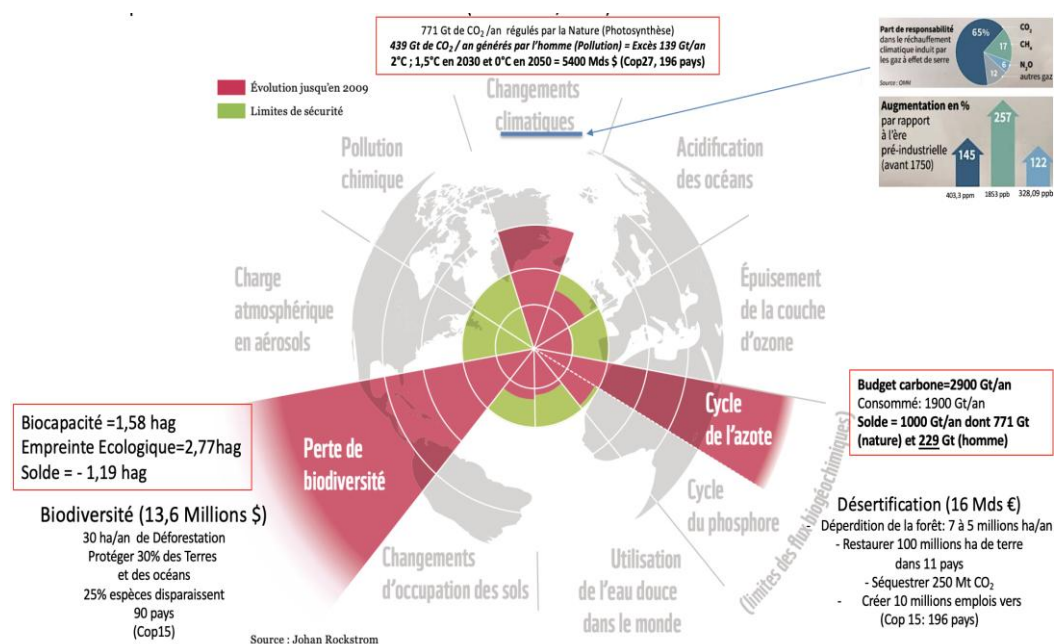 771 Gt de CO₂ /an régulés par la Nature (Photosynthèse)
439 Gt de CO₂ / an générés par l'homme (Pollution) = Excès 139 Gt/an
2°C ; 1,5°C en 2030 et 0°C en 2050 = 5400 Mds $ (Cop27, 196 pays)
Part de responsabilité
dans le réchauffement
climatique induit par
les gaz à effet de serre
Source : OMM
65%
17
6
12
CO₂
CH₄
N₂O
autres gaz
Augmentation en %
par rapport
à l'ère
pré-industrielle
(avant 1750)
145
257
122
403,3 ppm
1853 ppb
328,09 ppb
Évolution jusqu'en 2009
Limites de sécurité
Changements
climatiques
Pollution
chimique
Acidification
des océans
Charge
atmosphérique
en aérosols
Épuisement
de la couche
d'ozone
Biocapacité =1,58 hag
Empreinte Ecologique=2,77hag
Solde = - 1,19 hag
Perte de
biodiversité
Cycle
de l'azote
Budget carbone=2900 Gt/an
Consommé: 1900 Gt/an
Solde = 1000 Gt/an dont 771 Gt
(nature) et 229 Gt (homme)
Cycle
du phosphore
(limites des flux biogéochimiques)
Changements
d'occupation des sols
Utilisation
de l'eau douce
dans le monde
Biodiversité (13,6 Millions $)
30 ha/an de Déforestation
Protéger 30% des Terres
et des océans
25% espèces disparaissent
90 pays
(Cop15)
Désertification (16 Mds €)
- Déperdition de la forêt: 7 à 5 millions ha/an
- Restaurer 100 millions ha de terre
dans 11 pays
- Séquestrer 250 Mt CO₂
- Créer 10 millions emplois vers
(Cop 15: 196 pays)
Source : Johan Rockstrom